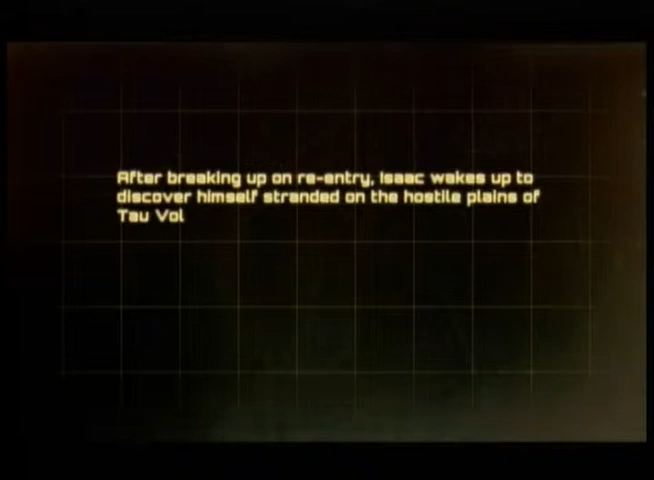 After breaking up on re-entry, Isaac wakes up to
discover himself stranded on the hostile plains of
Tau Vol